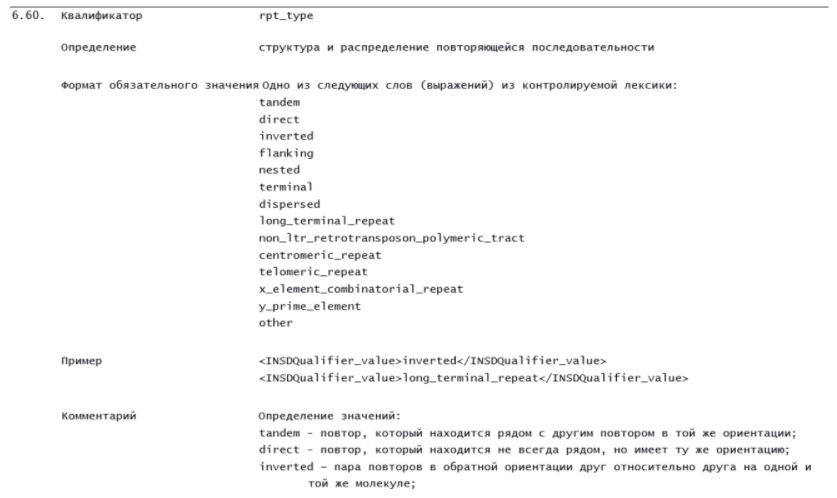 6.60. Квалификатор rpt_type
Определение структура и распределение повторяющейся последовательности
Формат обязательного значения Одно из следующих слов (выражений) из контролируемой лексики:
tandem
direct
inverted
flanking
nested
terminal
dispersed
long_terminal_repeat
non_ltr_retrotransposon_polymeric_tract
centromeric_repeat
telomeric_repeat
x_element_combinatorial_repeat
y_prime_element
other
Пример <INSDQualifier_value>inverted</INSDQualifier_value>
<INSDQualifier_value>long_terminal_repeat</INSDQualifier_value>
Комментарий Определение значений:
tandem - повтор, который находится рядом с другим повтором в той же ориентации;
direct - повтор, который находится не всегда рядом, но имеет ту же ориентацию;
inverted – пара повторов в обратной ориентации друг относительно друга на одной и
той же молекуле;